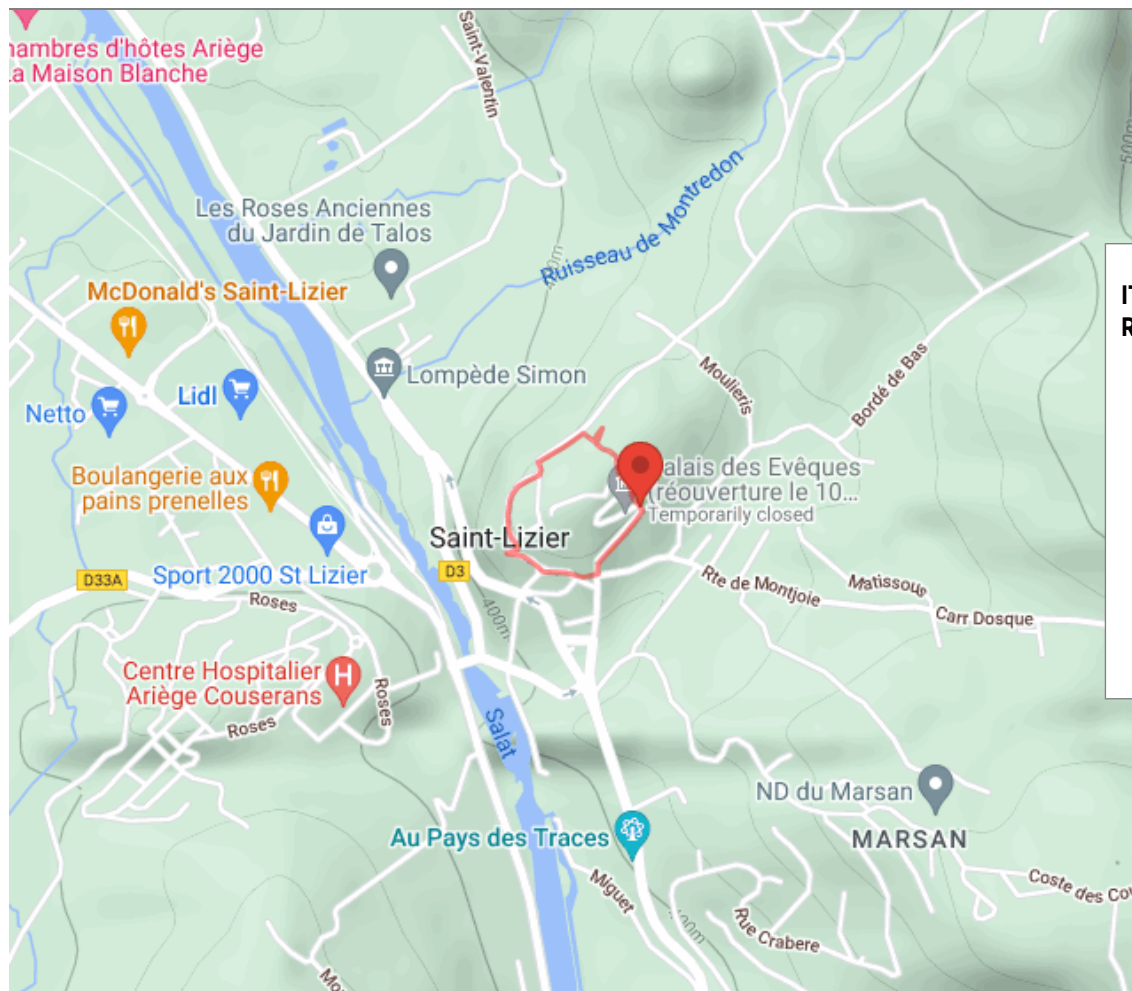 hambres d'hôtes Ariège
La Maison Blanche
Saint-Valentin
500m
Les Roses Anciennes
du Jardin de Talos
Ruisseau de Montredon
McDonald's Saint-Lizier
IT
R
Lompède Simon
Moulieris
Bordé de Bas
Netto
Lidl
Boulangerie aux
pains prenelles
alais des Evêques
(réouverture le 10...
Temporarily closed
Saint-Lizier
D3
D33A
Sport 2000 St Lizier
Rte de Montjoie
Matissous
Carr Dosque
Roses
400m
Centre Hospitalier
Ariège Couserans
H
Roses
Roses
Salat
ND du Marsan
MARSAN
Au Pays des Traces
Miguet
Rue Crabere
Coste des Co
400m